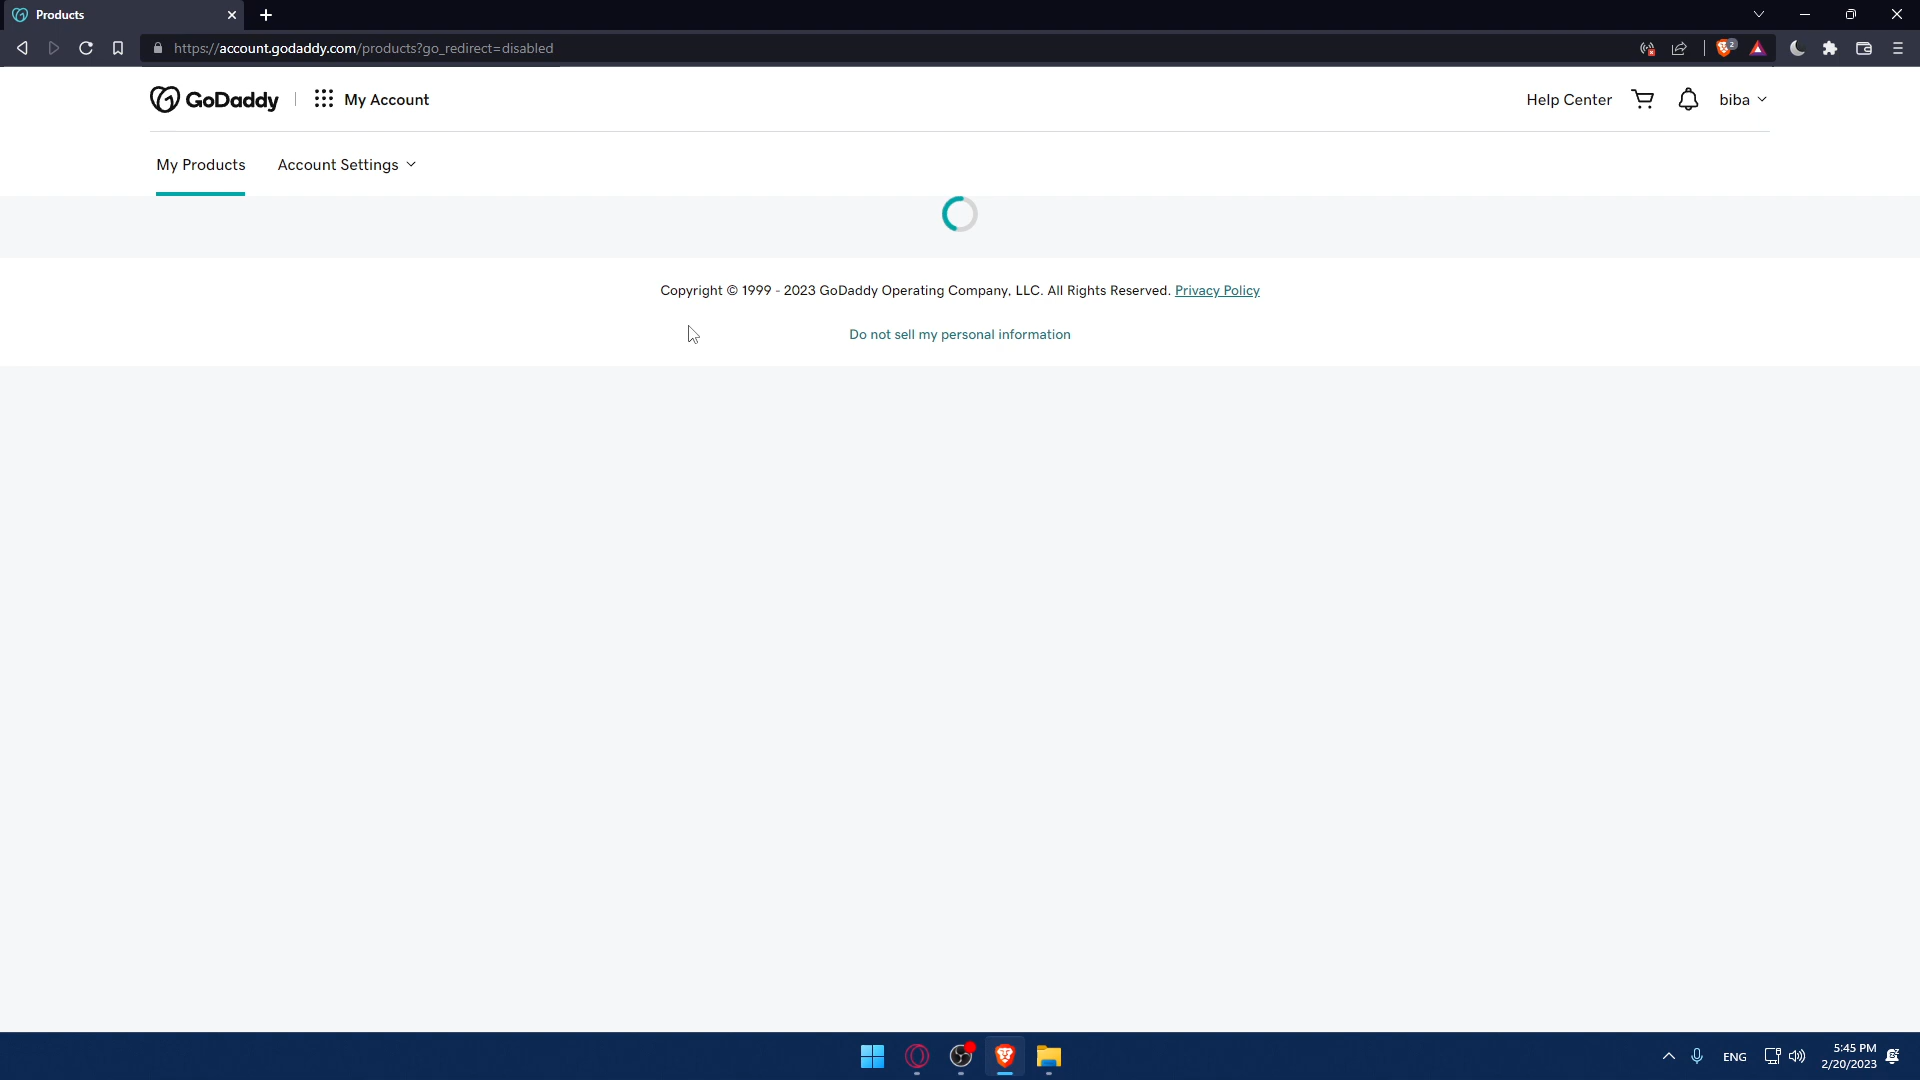 Products
https://account.godaddy.com/products?go_redirect=disabled
2
GoDaddy
My Account
Help Center
biba
My Products
Account Settings
Copyright © 1999 - 2023 GoDaddy Operating Company, LLC. All Rights Reserved. Privacy Policy
Do not sell my personal information
ENG
5:45 PM
2/20/2023